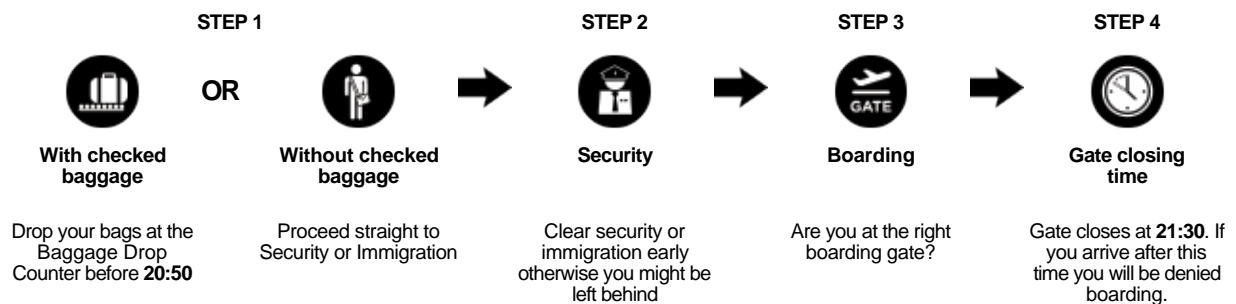 STEP 1
STEP 2
STEP 3
STEP 4
OR
GATE
With checked
baggage
Without checked
baggage
Security
Boarding
Gate closing
time
Drop your bags at the
Baggage Drop
Counter before 20:50
Proceed straight to
Security or Immigration
Clear security or
immigration early
otherwise you might be
left behind
Are you at the right
boarding gate?
Gate closes at 21:30. If
you arrive after this
time you will be denied
boarding.